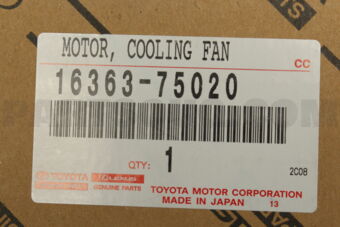 MOTOR, COOLING FAN
CC
16363-75020
QTY: 1
2C08
TOYOTA LEXUS
GENUINE PARTS
TOYOTA MOTOR CORPORATION
MADE IN JAPAN 13